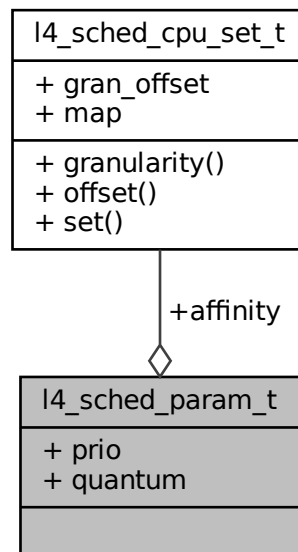 l4_sched_cpu_set_t
+ gran_offset
+ map
+ granularity()
+ offset()
+ set()
+affinity
l4_sched_param_t
+ prio
+ quantum